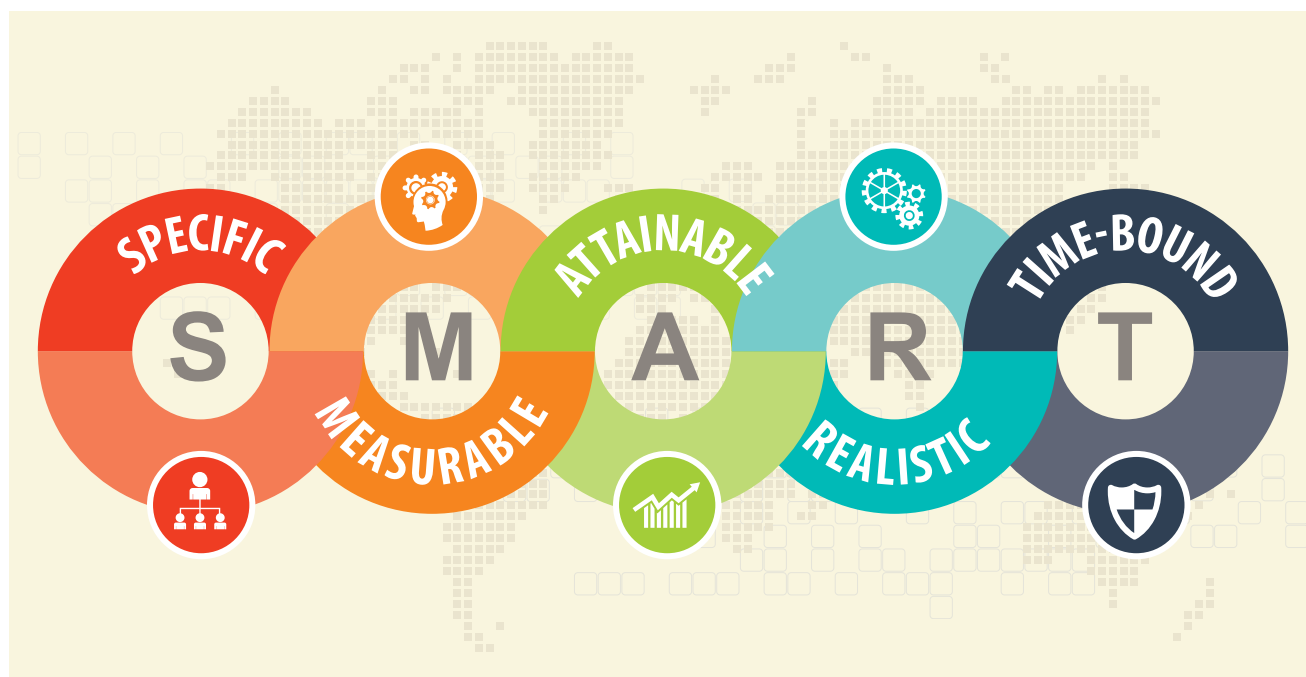 SPECIFIC
S
M
MEASURABLE
ATTAINABLE
A
R
REALISTIC
TIME-BOUND
T